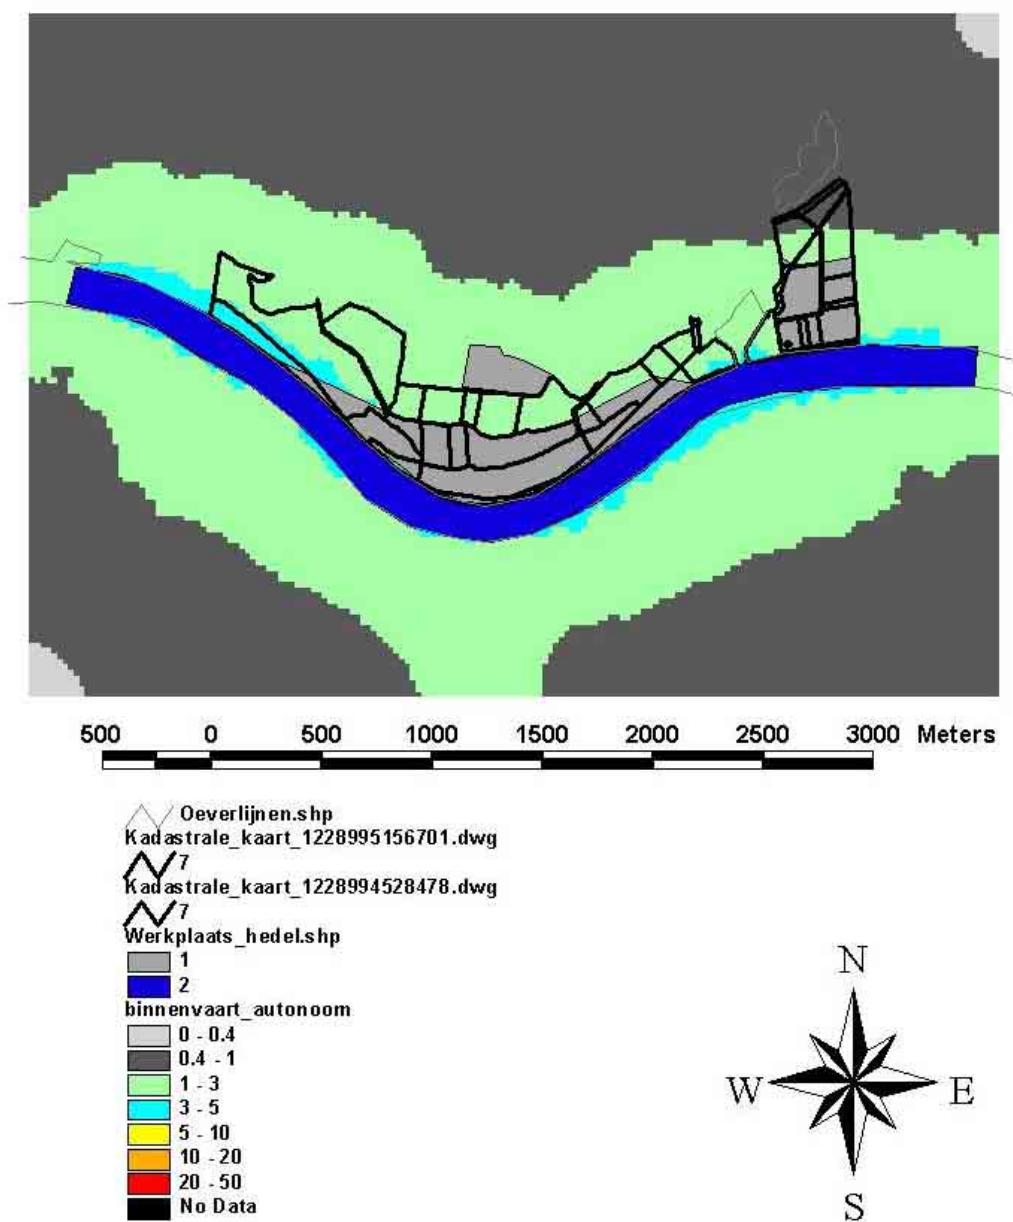 500 0 500 1000 1500 2000 2500 3000 Meters
Oeverlijnen.shp
Kadastrale_kaart_1228995156701.dwg
7
Kadastrale_kaart_1228994528478.dwg
7
Werkplaats_hedel.shp
1
2
binnenvaart_autonoom
0 - 0.4
0.4 - 1
1 - 3
3 - 5
5 - 10
10 - 20
20 - 50
No Data
N
W E
S